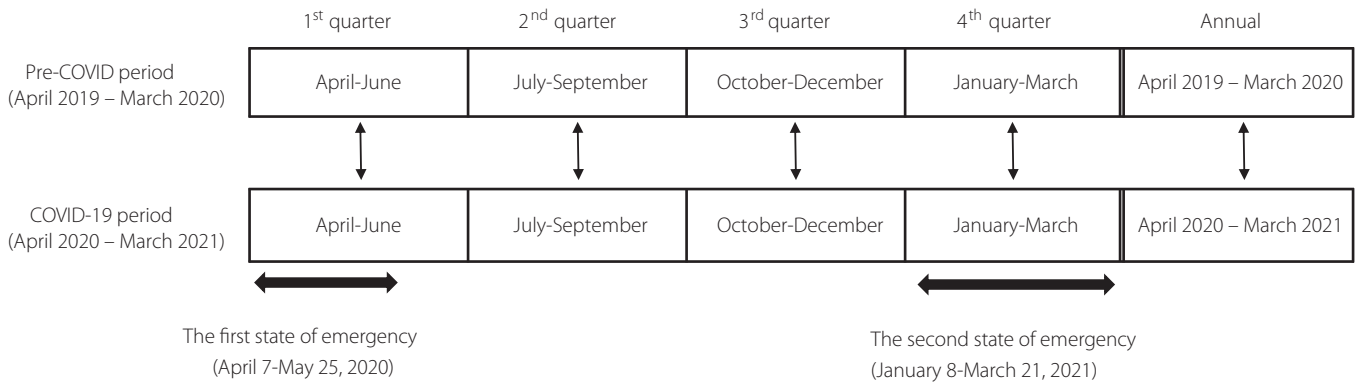 1st quarter 2nd quarter 3rd quarter 4th quarter Annual
Pre-COVID period
(April 2019 – March 2020)
April-June July-September October-December January-March April 2019 – March 2020
COVID-19 period
(April 2020 – March 2021)
April-June July-September October-December January-March April 2020 – March 2021
The first state of emergency
(April 7-May 25, 2020)
The second state of emergency
(January 8-March 21, 2021)